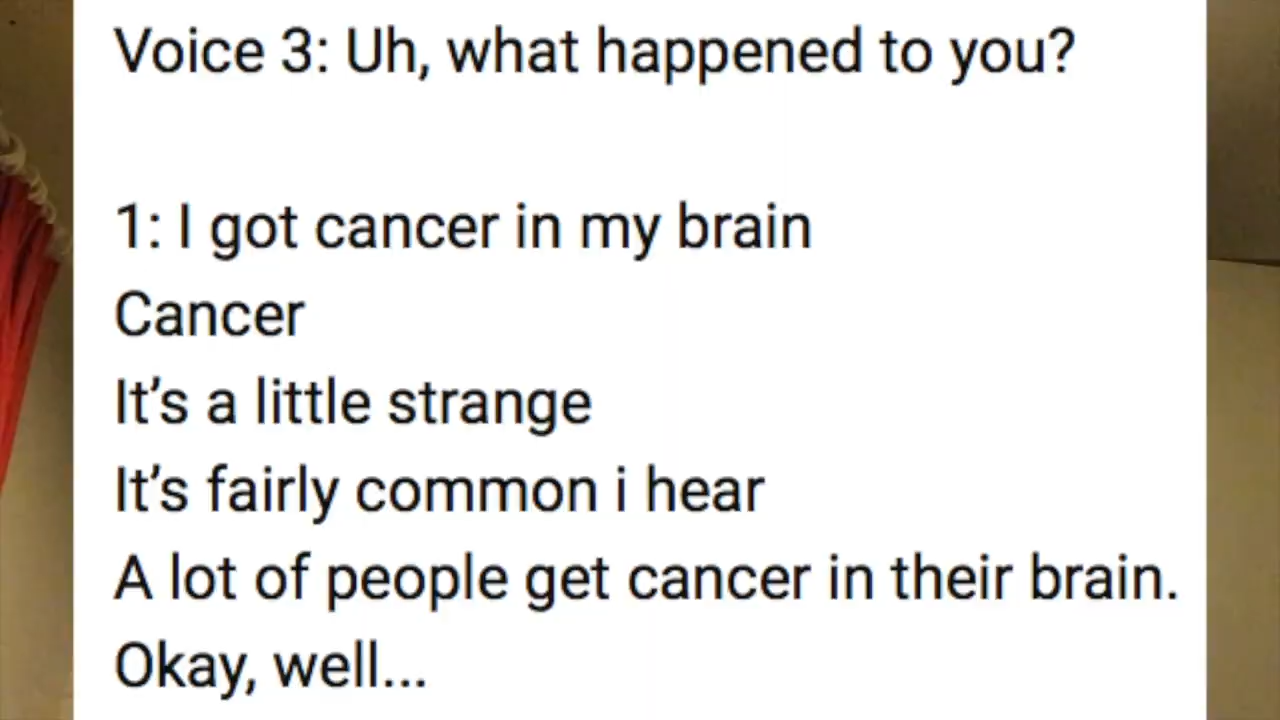 Voice 3: Uh, what happened to you?
1: I got cancer in my brain
Cancer
It’s a little strange
It’s fairly common i hear
A lot of people get cancer in their brain.
Okay, well...